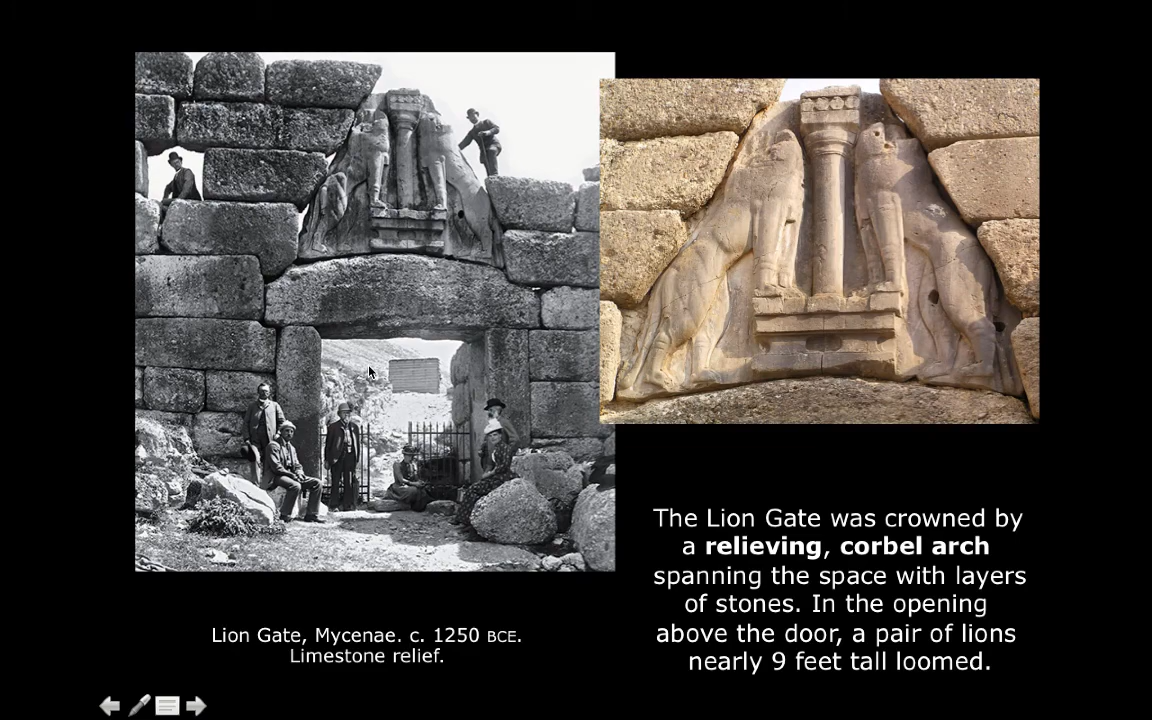 The Lion Gate was crowned by
a relieving, corbel arch
spanning the space with layers
of stones. In the opening
above the door, a pair of lions
nearly 9 feet tall loomed.
Lion Gate, Mycenae. c. 1250 BCE.
Limestone relief.